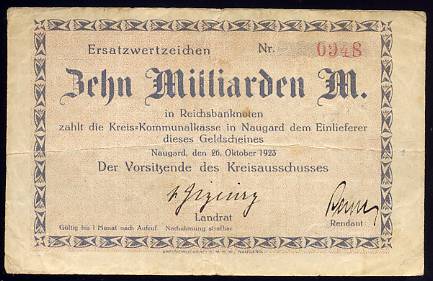 Ersatzwertzeichen Nr. 0948
Zehn Milliarden M.
in Reichsbanknoten
zahlt die Kreis=Kommunalkasse in Naugard dem Einlieferer
dieses Geldscheines
Naugard, den 26. Oktober 1923
Der Vorsitzende des Kreisausschusses
Landrat
Rendant
Gültig bis 1 Monat nach Aufruf. Nachahmung strafbar.